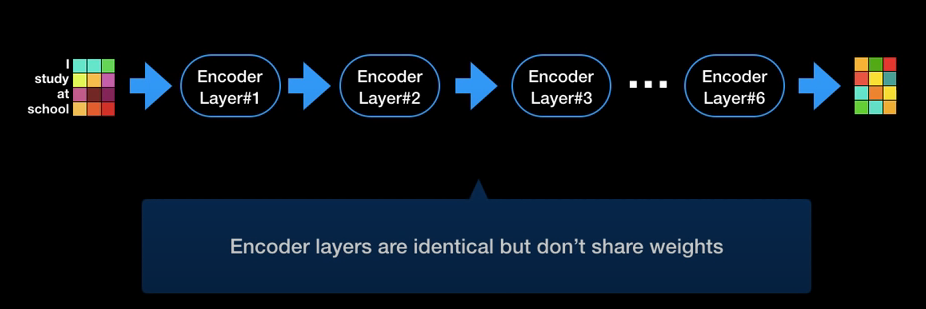 I
study
at
school
Encoder
Layer#1
Encoder
Layer#2
Encoder
Layer#3
...
Encoder
Layer#6
Encoder layers are identical but don’t share weights